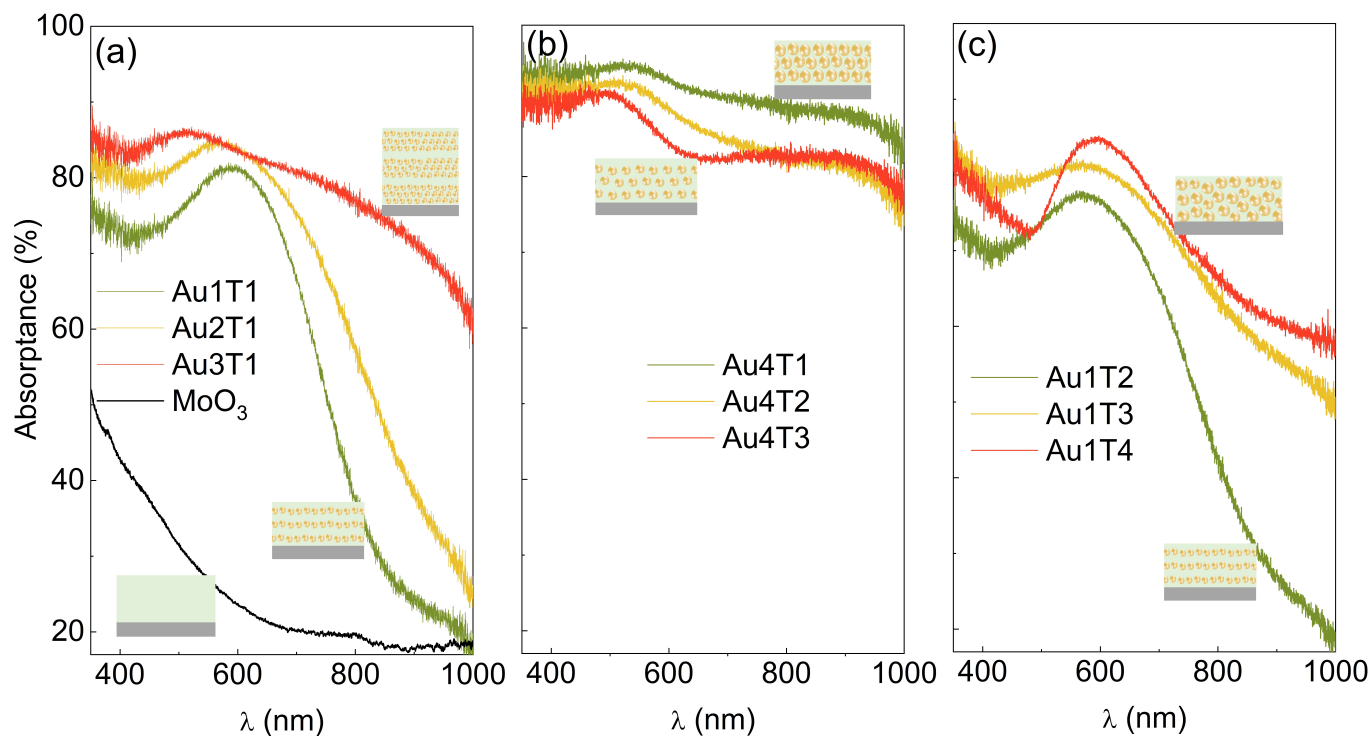 (a)
100
80
60
40
20
Absorptance (%)
Au1T1
Au2T1
Au3T1
MoO₃
400 600 800 1000
λ (nm)
(b)
Au4T1
Au4T2
Au4T3
400 600 800 1000
λ (nm)
(c)
Au1T2
Au1T3
Au1T4
400 600 800 1000
λ (nm)